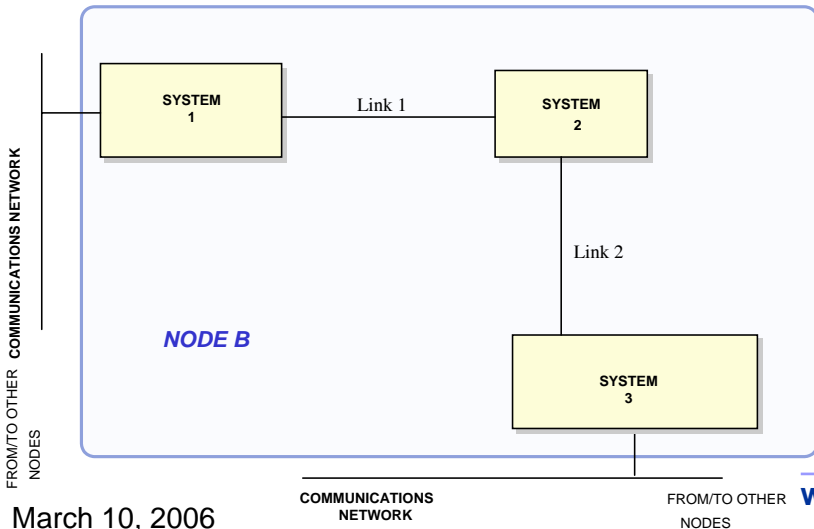 SYSTEM
1
Link 1
SYSTEM
2
Link 2
NODE B
SYSTEM
3
FROM/TO OTHER COMMUNICATIONS NETWORK
NODES
COMMUNICATIONS
NETWORK
FROM/TO OTHER
NODES
March 10, 2006